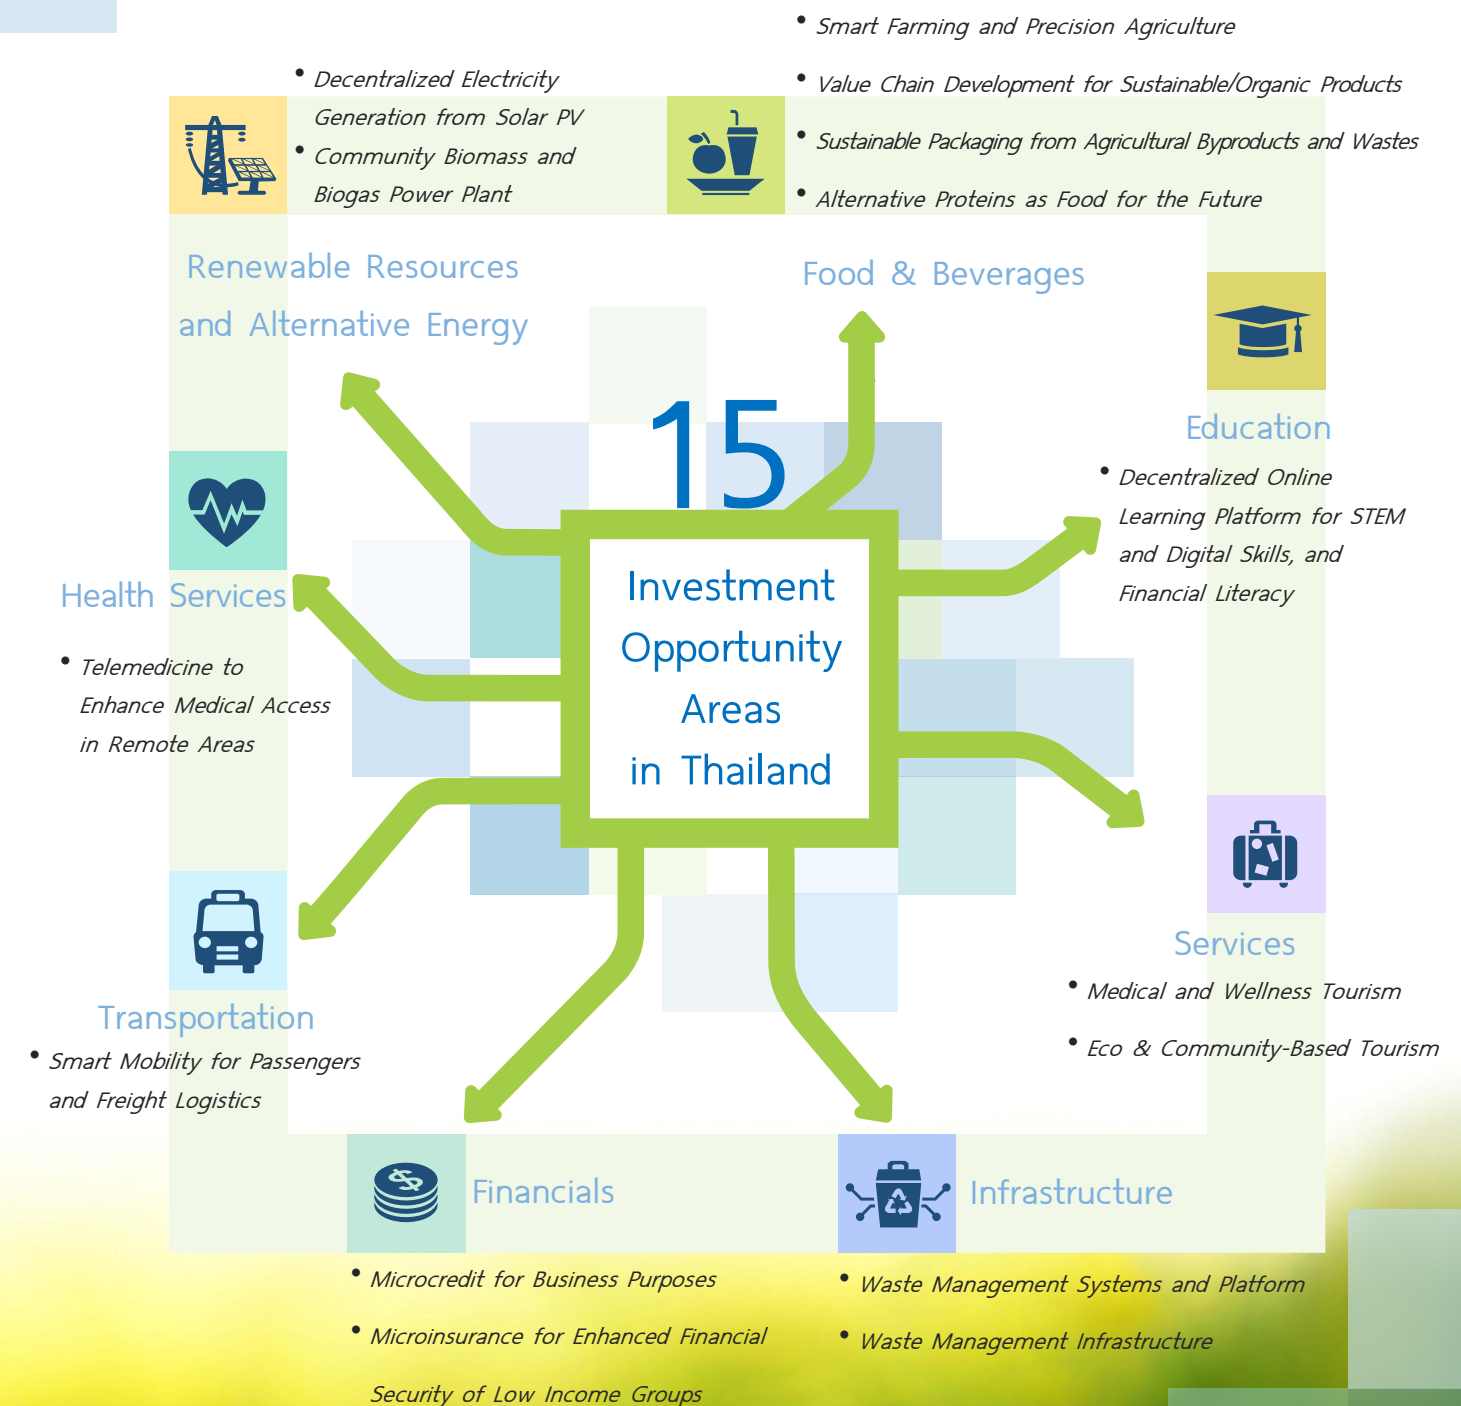 • Smart Farming and Precision Agriculture
• Value Chain Development for Sustainable/Organic Products
• Sustainable Packaging from Agricultural Byproducts and Wastes
• Alternative Proteins as Food for the Future
Food & Beverages
• Decentralized Electricity
Generation from Solar PV
• Community Biomass and
Biogas Power Plant
Renewable Resources
and Alternative Energy
Education
• Decentralized Online
Learning Platform for STEM
and Digital Skills, and
Financial Literacy
15
Investment
Opportunity
Areas
in Thailand
Health Services
• Telemedicine to
Enhance Medical Access
in Remote Areas
Services
• Medical and Wellness Tourism
• Eco & Community-Based Tourism
Transportation
• Smart Mobility for Passengers
and Freight Logistics
$
Financials
• Microcredit for Business Purposes
• Microinsurance for Enhanced Financial
Security of Low Income Groups
Infrastructure
• Waste Management Systems and Platform
• Waste Management Infrastructure